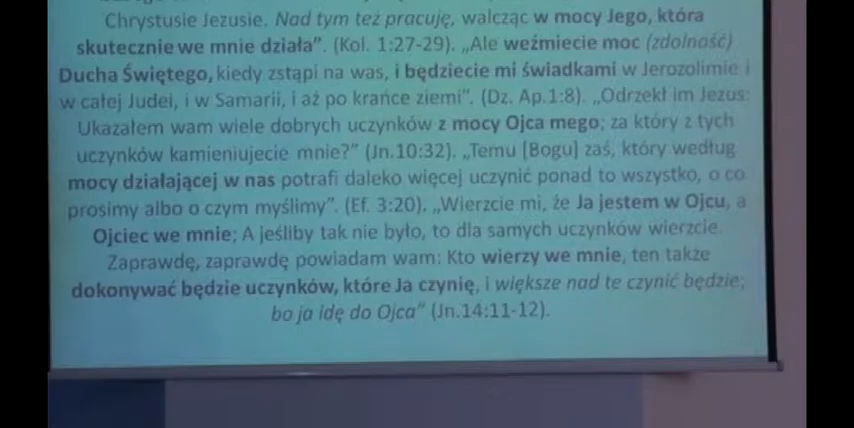 Chrystusie Jezusie. Nad tym też pracuję, walcząc w mocy Jego, która
skutecznie we mnie działa”. (Kol. 1:27-29). „Ale weźmiecie moc (zdolność)
Ducha Świętego, kiedy zstąpi na was, i będziecie mi świadkami w Jerozolimie i
w całej Judei, i w Samarii, i aż po krańce ziemi”. (Dz. Ap.1:8). „Odrzekł im Jezus:
Ukazałem wam wiele dobrych uczynków z mocy Ojca mego; za który z tych
uczynków kamieniujecie mnie?” (Jn.10:32). „Temu [Bogu] zaś, który według
mocy działającej w nas potrafi daleko więcej uczynić ponad to wszystko, o co
prosimy albo o czym myślimy”. (Ef. 3:20). „Wierzcie mi, że Ja jestem w Ojcu, a
Ojciec we mnie; A jeśliby tak nie było, to dla samych uczynków wierzcie.
Zaprawdę, zaprawdę powiadam wam: Kto wierzy we mnie, ten także
dokonywać będzie uczynków, które Ja czynię, i większe nad te czynić będzie;
bo ja idę do Ojca” (Jn.14:11-12).